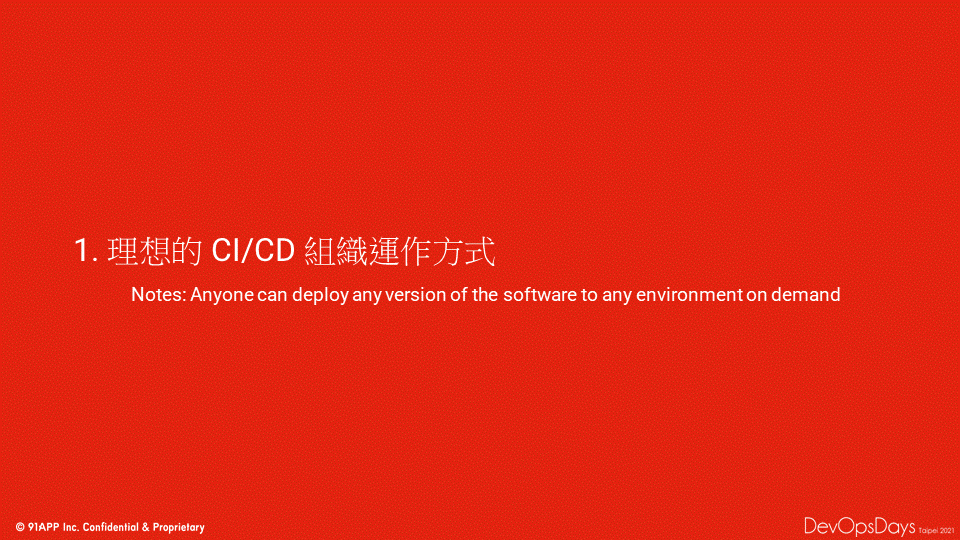 1. 理想的 CI/CD 組織運作方式
Notes: Anyone can deploy any version of the software to any environment on demand
© 91APP Inc. Confidential & Proprietary
DevOpsDays Taipei 2021